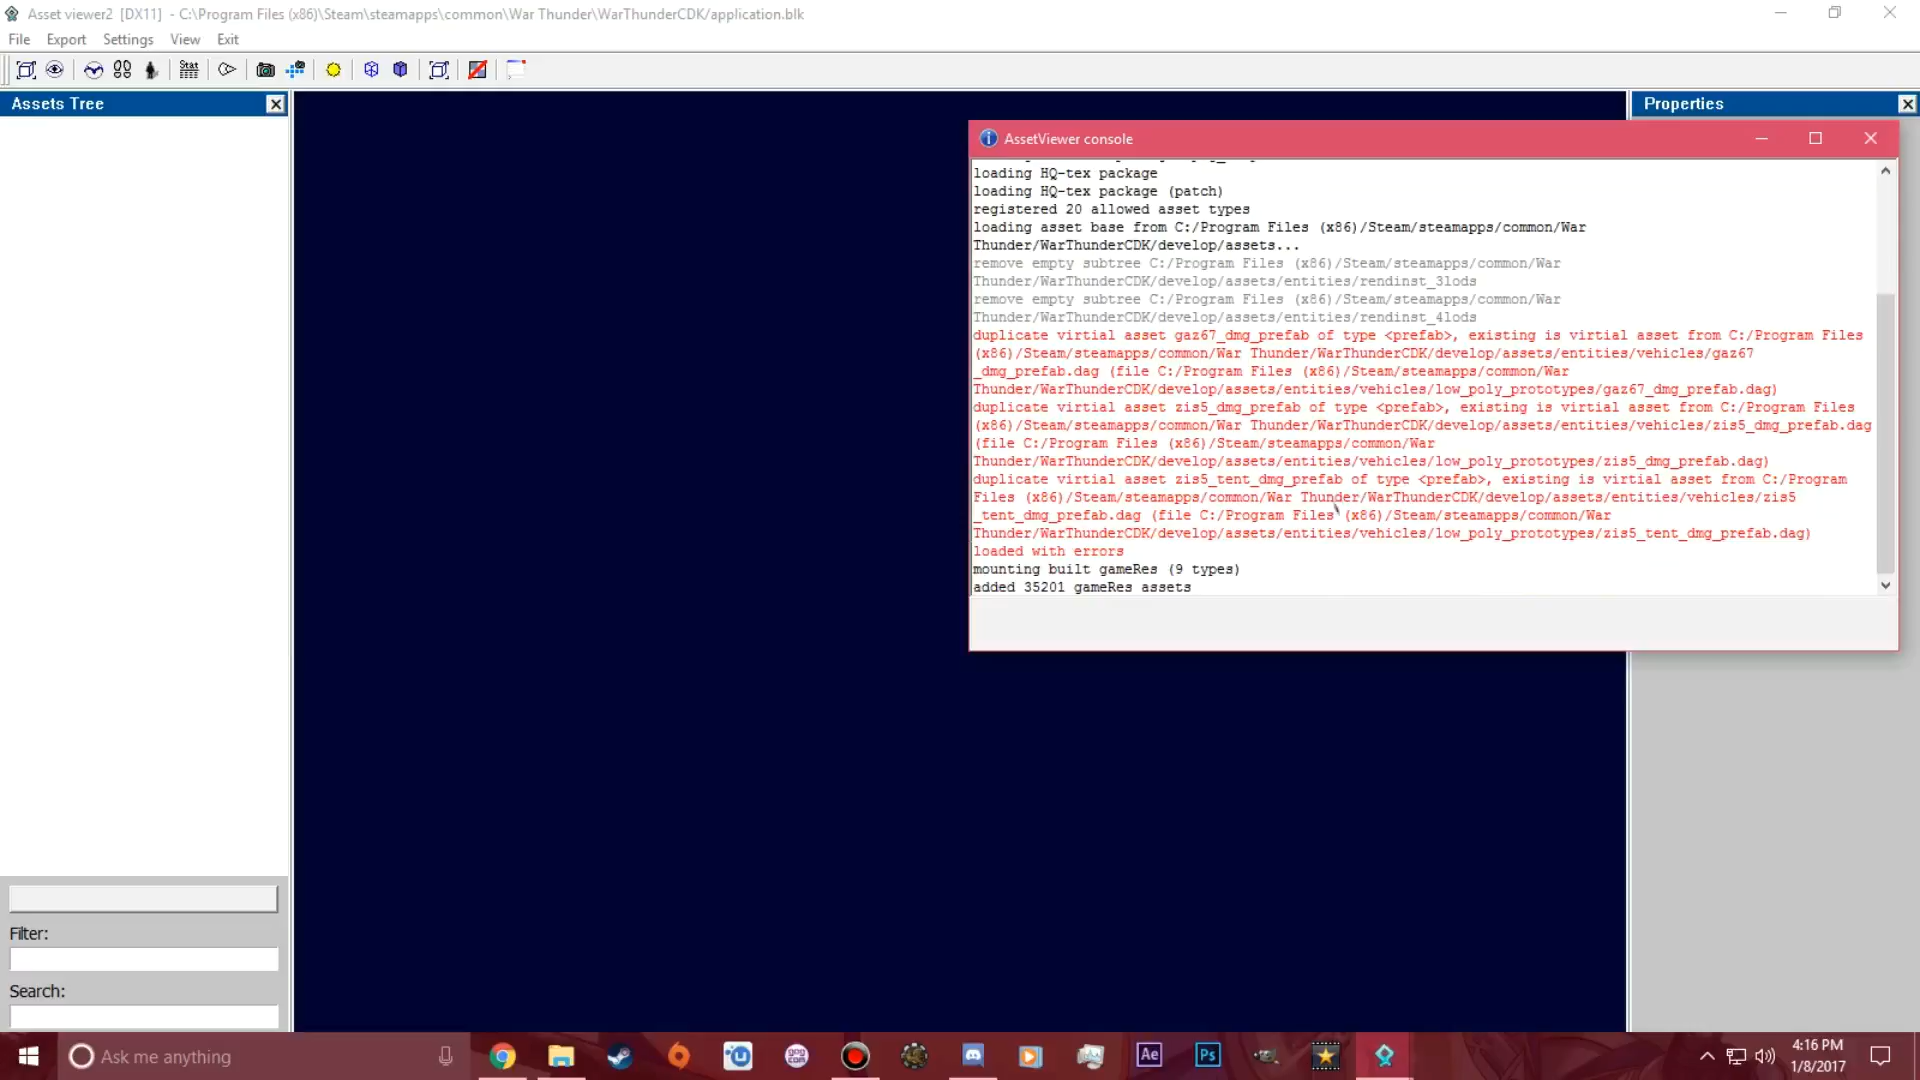 Asset viewer2 [DX11] - C:\Program Files (x86)\Steam\steamapps\common\War Thunder\WarThunderCDK/application.blk
File Export Settings View Exit
Stat
Assets Tree
Properties
AssetViewer console
loading HQ-tex package
loading HQ-tex package (patch)
registered 20 allowed asset types
loading asset base from C:/Program Files (x86)/Steam/steamapps/common/War
Thunder/WarThunderCDK/develop/assets...
remove empty subtree C:/Program Files (x86)/Steam/steamapps/common/War
Thunder/WarThunderCDK/develop/assets/entities/rendinst_3lods
remove empty subtree C:/Program Files (x86)/Steam/steamapps/common/War
Thunder/WarThunderCDK/develop/assets/entities/rendinst_4lods
duplicate virtial asset gaz67_dmg_prefab of type <prefab>, existing is virtial asset from C:/Program Files
(x86)/Steam/steamapps/common/War Thunder/WarThunderCDK/develop/assets/entities/vehicles/gaz67
_dmg_prefab.dag (file C:/Program Files (x86)/Steam/steamapps/common/War
Thunder/WarThunderCDK/develop/assets/entities/vehicles/low_poly_prototypes/gaz67_dmg_prefab.dag)
duplicate virtial asset zis5_dmg_prefab of type <prefab>, existing is virtial asset from C:/Program Files
(x86)/Steam/steamapps/common/War Thunder/WarThunderCDK/develop/assets/entities/vehicles/zis5_dmg_prefab.dag
(file C:/Program Files (x86)/Steam/steamapps/common/War
Thunder/WarThunderCDK/develop/assets/entities/vehicles/low_poly_prototypes/zis5_dmg_prefab.dag)
duplicate virtial asset zis5_tent_dmg_prefab of type <prefab>, existing is virtial asset from C:/Program
Files (x86)/Steam/steamapps/common/War Thunder/WarThunderCDK/develop/assets/entities/vehicles/zis5
_tent_dmg_prefab.dag (file C:/Program Files (x86)/Steam/steamapps/common/War
Thunder/WarThunderCDK/develop/assets/entities/vehicles/low_poly_prototypes/zis5_tent_dmg_prefab.dag)
loaded with errors
mounting built gameRes (9 types)
added 35201 gameRes assets
Filter:
Search:
Ask me anything
GOG COM
Ae
Ps
4:16 PM
1/8/2017